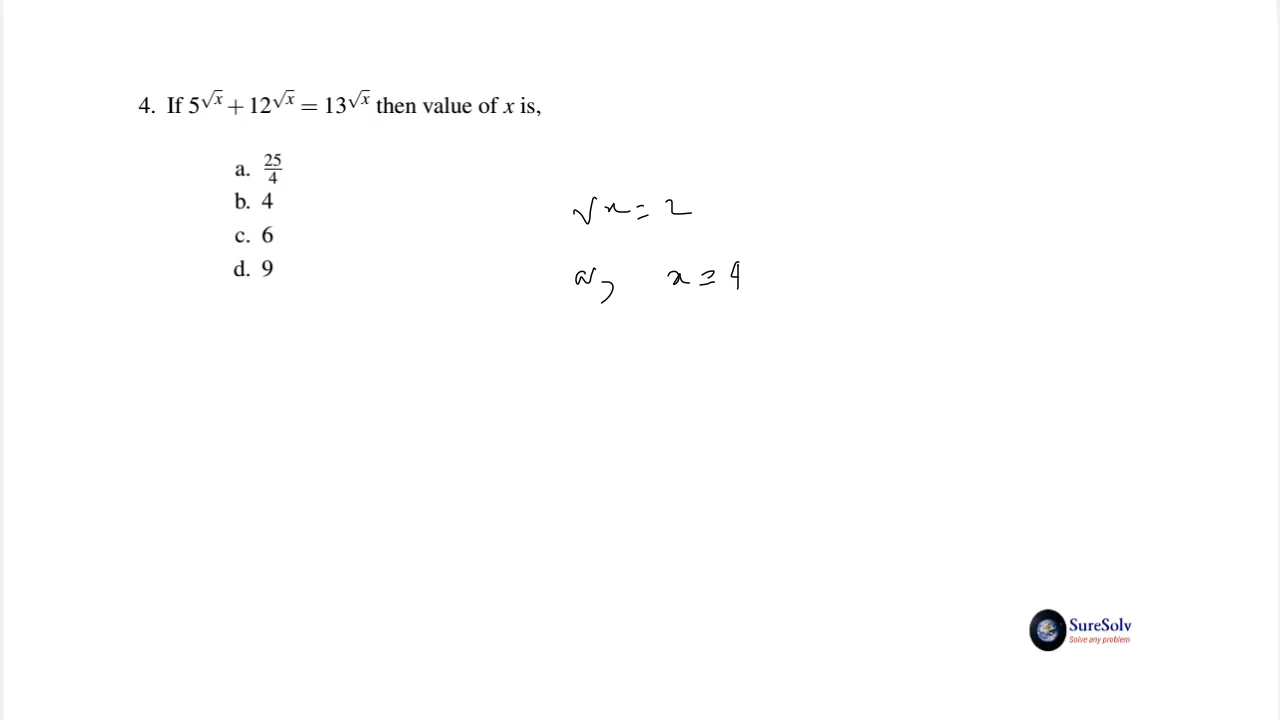 4. If 5^√x + 12^√x = 13^√x then value of x is,
a. 25/4
b. 4
c. 6
d. 9
√x = 2
or, x = 4
SureSolv
Solve any problem